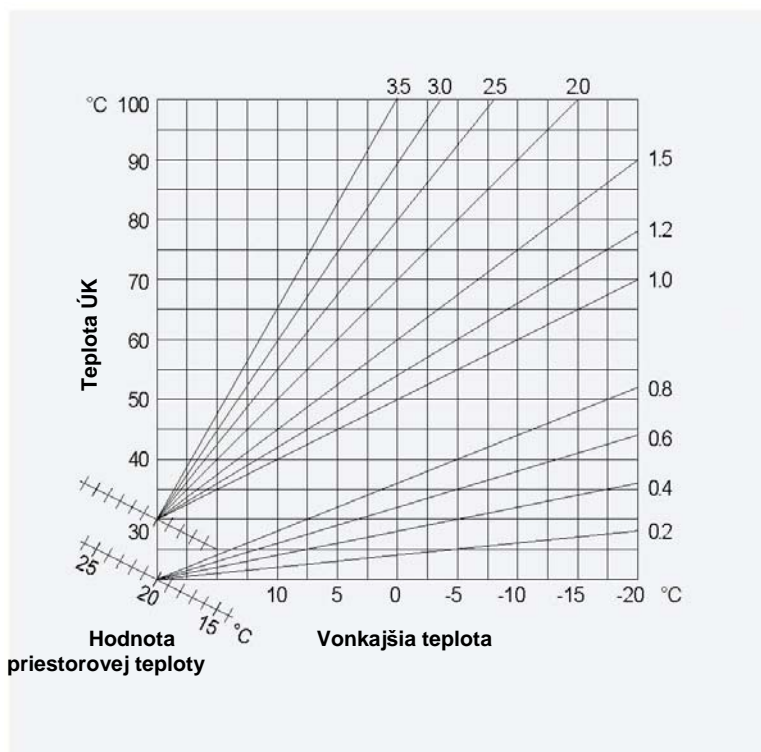 3.5 3.0 2.5 2.0
°C 100
90
80
70
60
50
40
30
Teplota ÚK
1.5
1.2
1.0
0.8
0.6
0.4
0.2
25 20 15 °C
10 5 0 -5 -10 -15 -20 °C
Hodnota
priestorovej teploty
Vonkajšia teplota